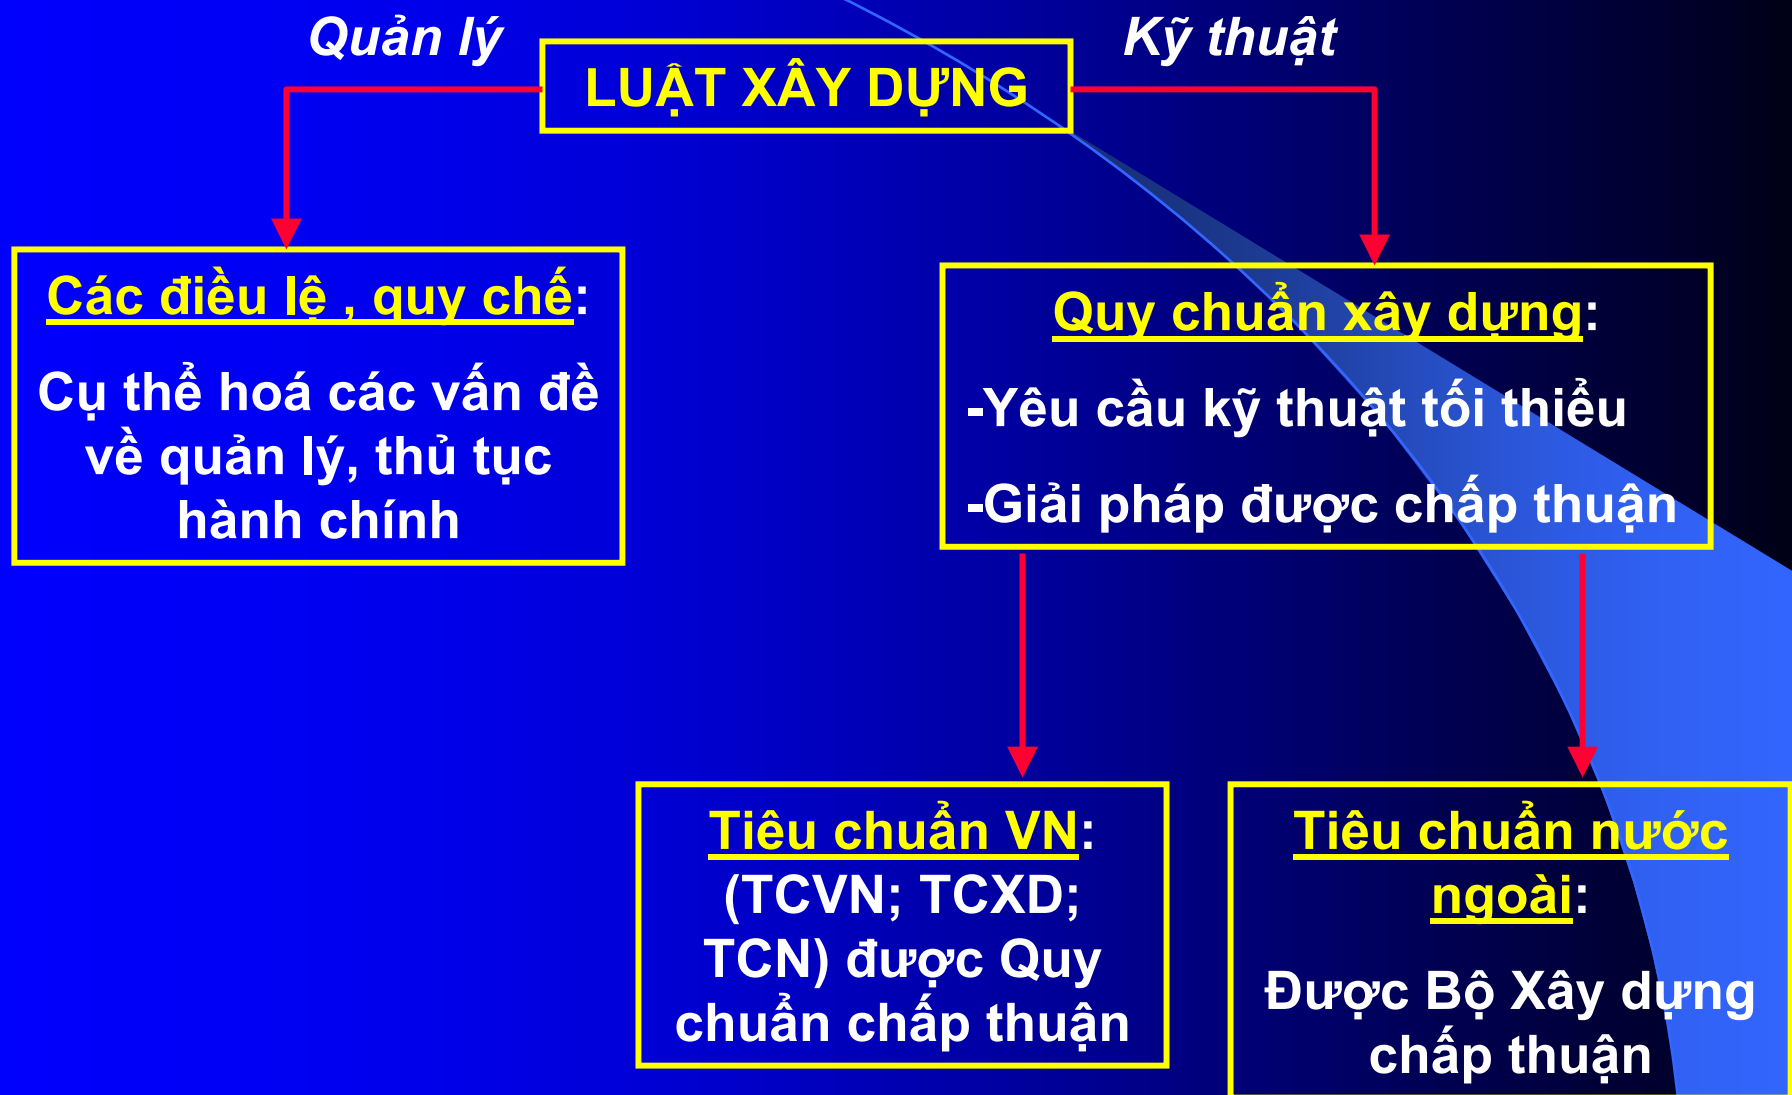 Quản lý
Kỹ thuật
LUẬT XÂY DỰNG
Các điều lệ , quy chế:
Cụ thể hoá các vấn đề
về quản lý, thủ tục
hành chính
Quy chuẩn xây dựng:
-Yêu cầu kỹ thuật tối thiểu
-Giải pháp được chấp thuận
Tiêu chuẩn VN:
(TCVN; TCXD;
TCN) được Quy
chuẩn chấp thuận
Tiêu chuẩn nước
ngoài:
Được Bộ Xây dựng
chấp thuận